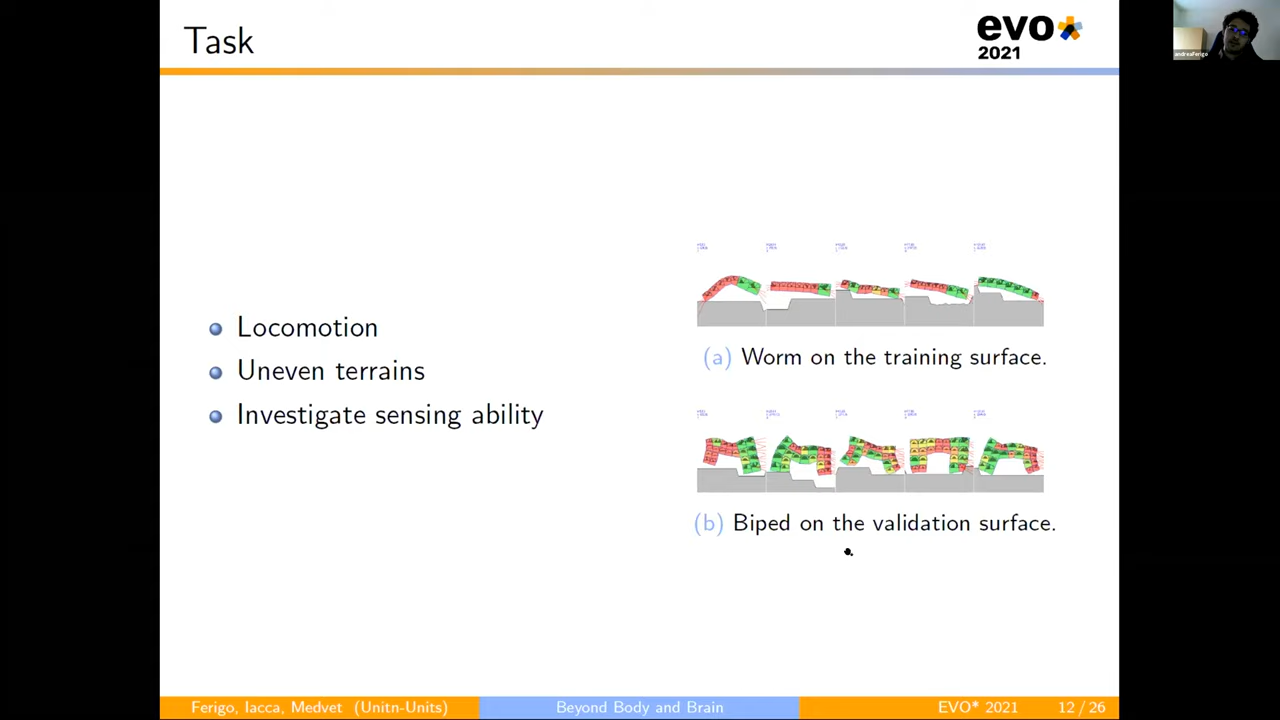 Task
evo*
2021
andreaFerigo
Locomotion
Uneven terrains
Investigate sensing ability
(a) Worm on the training surface.
(b) Biped on the validation surface.
Ferigo, Iacca, Medvet (Unitn-Units)
Beyond Body and Brain
EVO* 2021
12 / 26